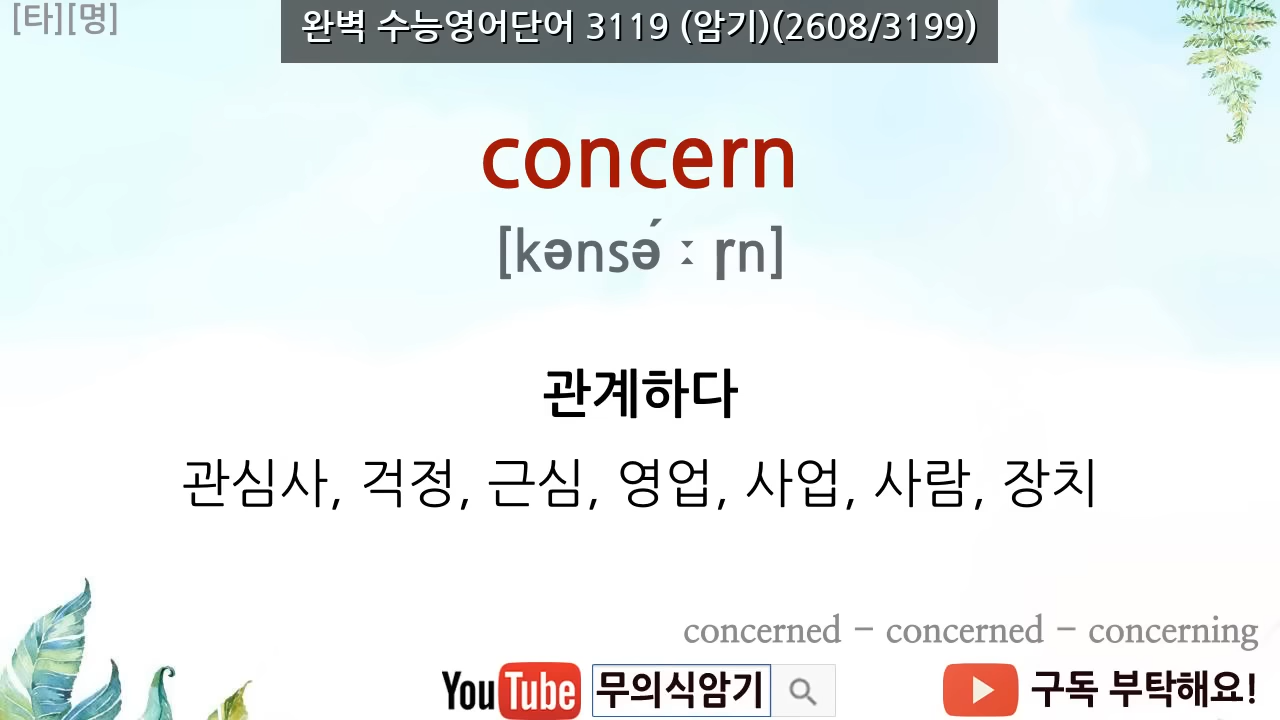 [타][명]
완벽 수능영어단어 3119 (암기)(2608/3199)
concern
[kənsə́ːrn]
관계하다
관심사, 걱정, 근심, 영업, 사업, 사람, 장치
concerned - concerned - concerning
YouTube 무의식암기 구독 부탁해요!